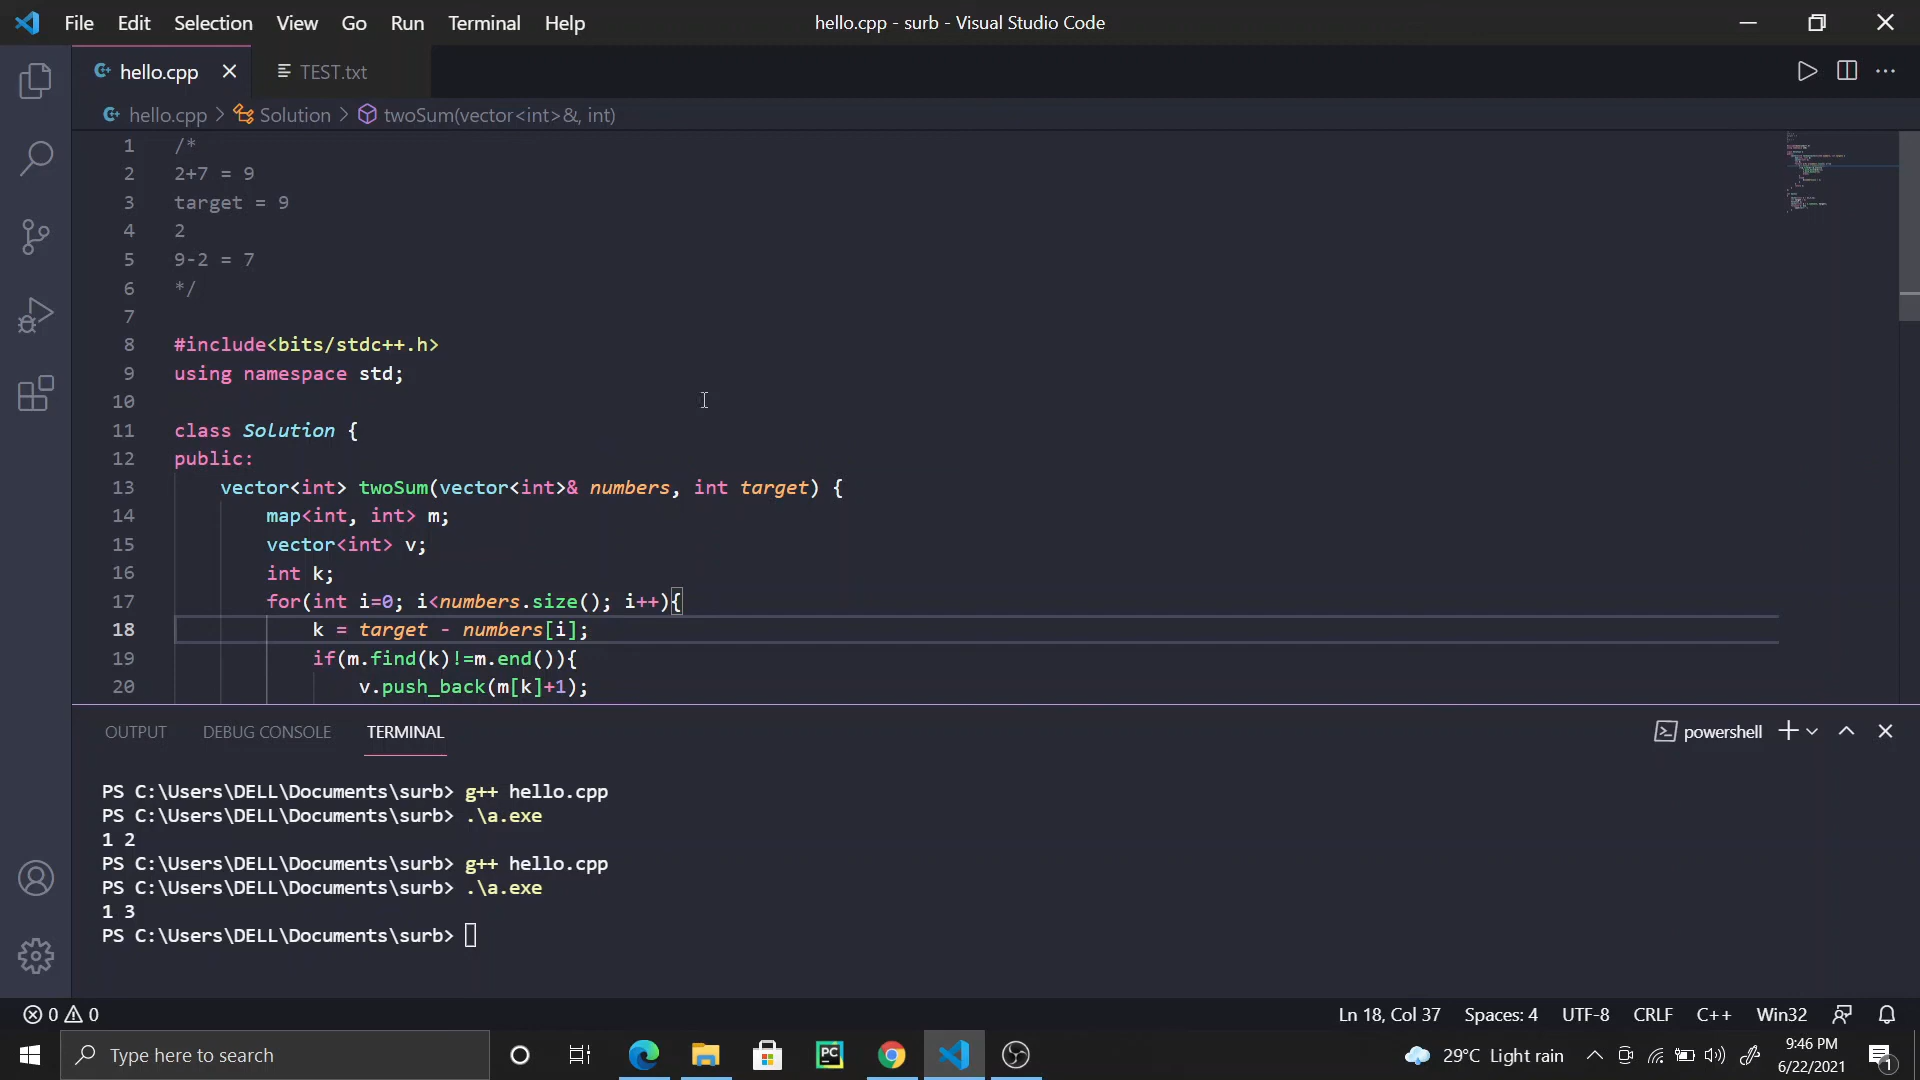 File Edit Selection View Go Run Terminal Help hello.cpp - surb - Visual Studio Code
hello.cpp TEST.txt
hello.cpp > Solution > twoSum(vector<int>&, int)
1 /*
2 2+7 = 9
3 target = 9
4 2
5 9-2 = 7
6 */
7
8 #include<bits/stdc++.h>
9 using namespace std;
10
11 class Solution {
12 public:
13 vector<int> twoSum(vector<int>& numbers, int target) {
14 map<int, int> m;
15 vector<int> v;
16 int k;
17 for(int i=0; i<numbers.size(); i++){
18 k = target - numbers[i];
19 if(m.find(k)!=m.end()){
20 v.push_back(m[k]+1);
OUTPUT DEBUG CONSOLE TERMINAL powershell
PS C:\Users\DELL\Documents\surb> g++ hello.cpp
PS C:\Users\DELL\Documents\surb> .\a.exe
1 2
PS C:\Users\DELL\Documents\surb> g++ hello.cpp
PS C:\Users\DELL\Documents\surb> .\a.exe
1 3
PS C:\Users\DELL\Documents\surb>
0 0 Ln 18, Col 37 Spaces: 4 UTF-8 CRLF C++ Win32
Type here to search PC 29°C Light rain 9:46 PM
6/22/2021 1